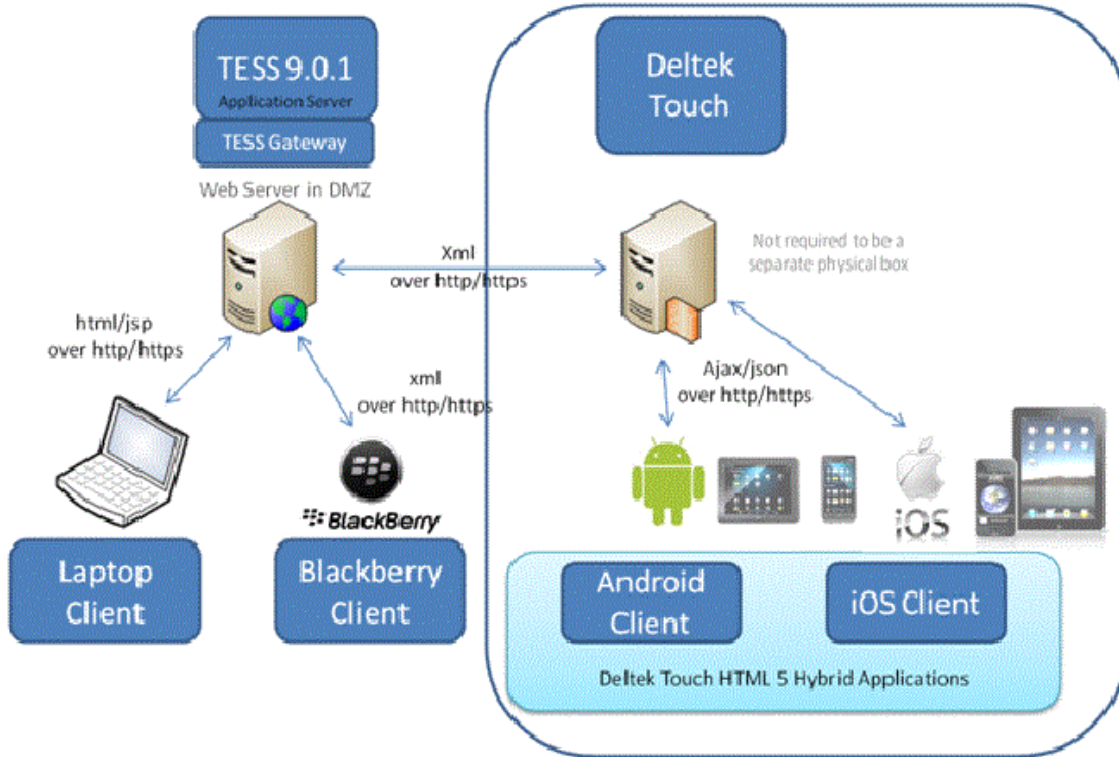 TESS 9.0.1
Application Server
TESS Gateway
Web Server in DMZ
Deltek
Touch
Not required to be a
separate physical box
Xml
over http/https
html/jsp
over http/https
xml
over http/https
Ajax/json
over http/https
BlackBerry
iOS
Laptop
Client
Blackberry
Client
Android
Client
iOS Client
Deltek Touch HTML 5 Hybrid Applications